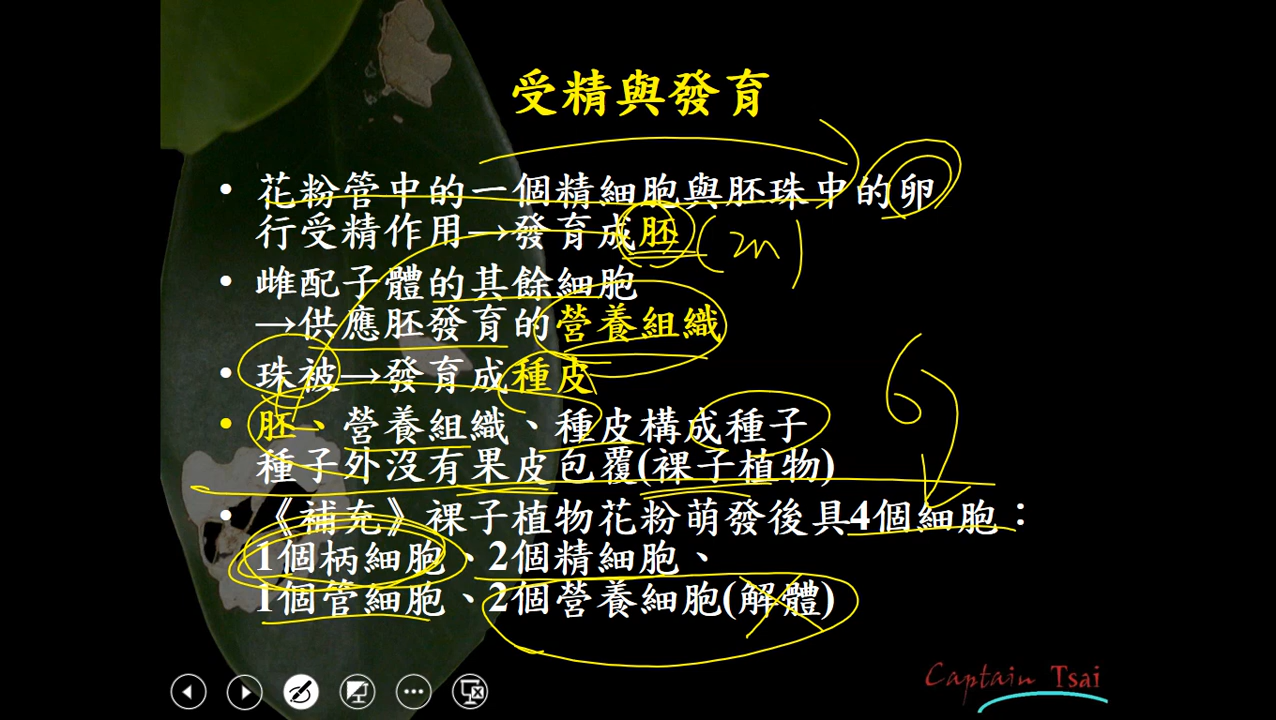 受精與發育
• 花粉管中的一個精細胞與胚珠中的卵
行受精作用→發育成胚(2n)
• 雌配子體的其餘細胞
→供應胚發育的營養組織
• 珠被→發育成種皮
• 胚、營養組織、種皮構成種子
種子外沒有果皮包覆(裸子植物)
6
• 《補充》裸子植物花粉萌發後具4個細胞：
1個柄細胞、2個精細胞、
1個管細胞、2個營養細胞(解體)
Captain Tsai